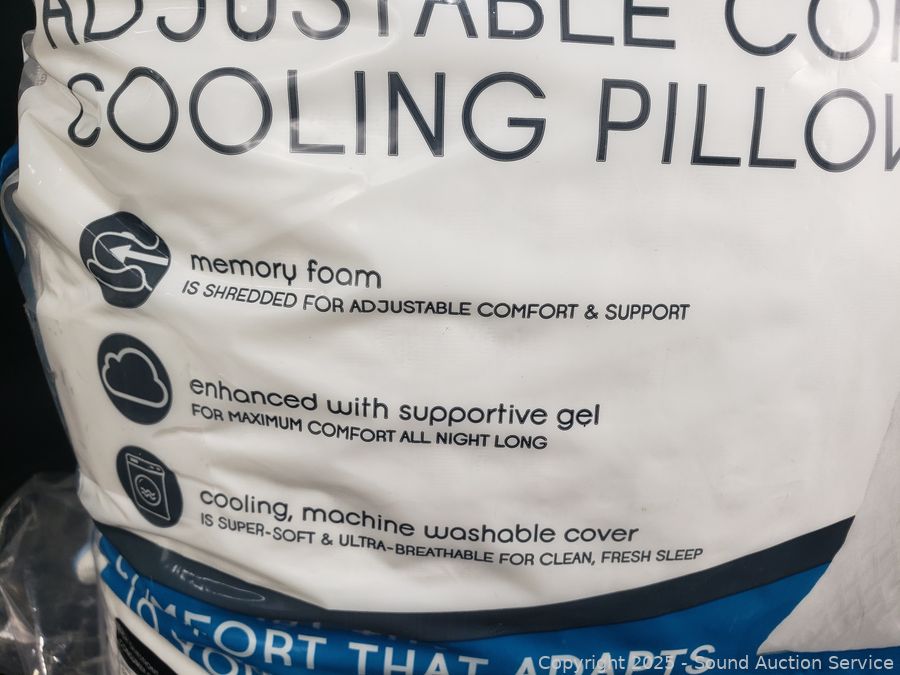 ADJUSTABLE
COOLING
memory foam
IS SHREDDED FOR ADJUSTABLE COMFORT & SUPPORT
enhanced with supportive gel
FOR MAXIMUM COMFORT ALL NIGHT LONG
cooling, machine washable cover
IS SUPER-SOFT & ULTRA-BREATHABLE FOR CLEAN, FRESH SLEEP
COMFORT THAT ADAPTS
TO
Copyright 2025 - Sound Auction Service